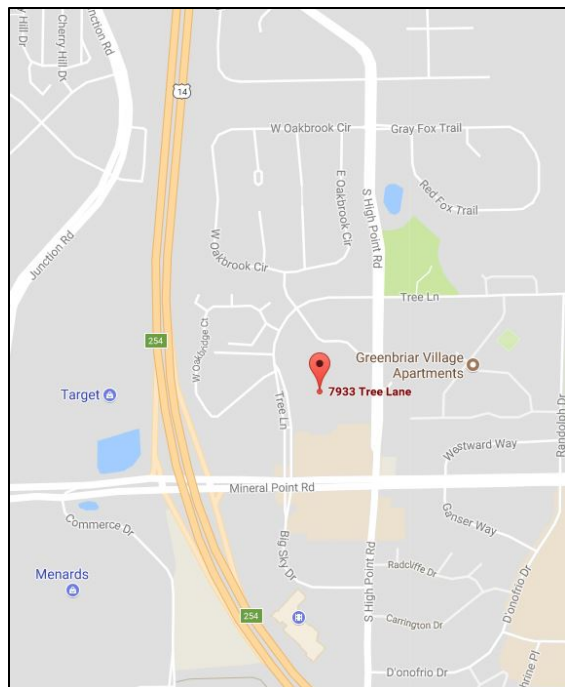 Hill Dr
Cherry Hill Dr
Junction Rd
14
W Oakbrook Cir
Gray Fox Trail
E Oakbrook Cir
Red Fox Trail
S High Point Rd
Junction Rd
W Oakbrook Cir
Tree Ln
254
W Oakbridge Ct
Greenbriar Village
Apartments
7933 Tree Lane
Target
Tree Ln
Randolph Dr
Westward Way
Mineral Point Rd
Commerce Dr
Ganser Way
Big Sky Dr
S High Point Rd
Radcliffe Dr
Menards
D'onofrio Dr
254
Carrington Dr
D'onofrio Dr